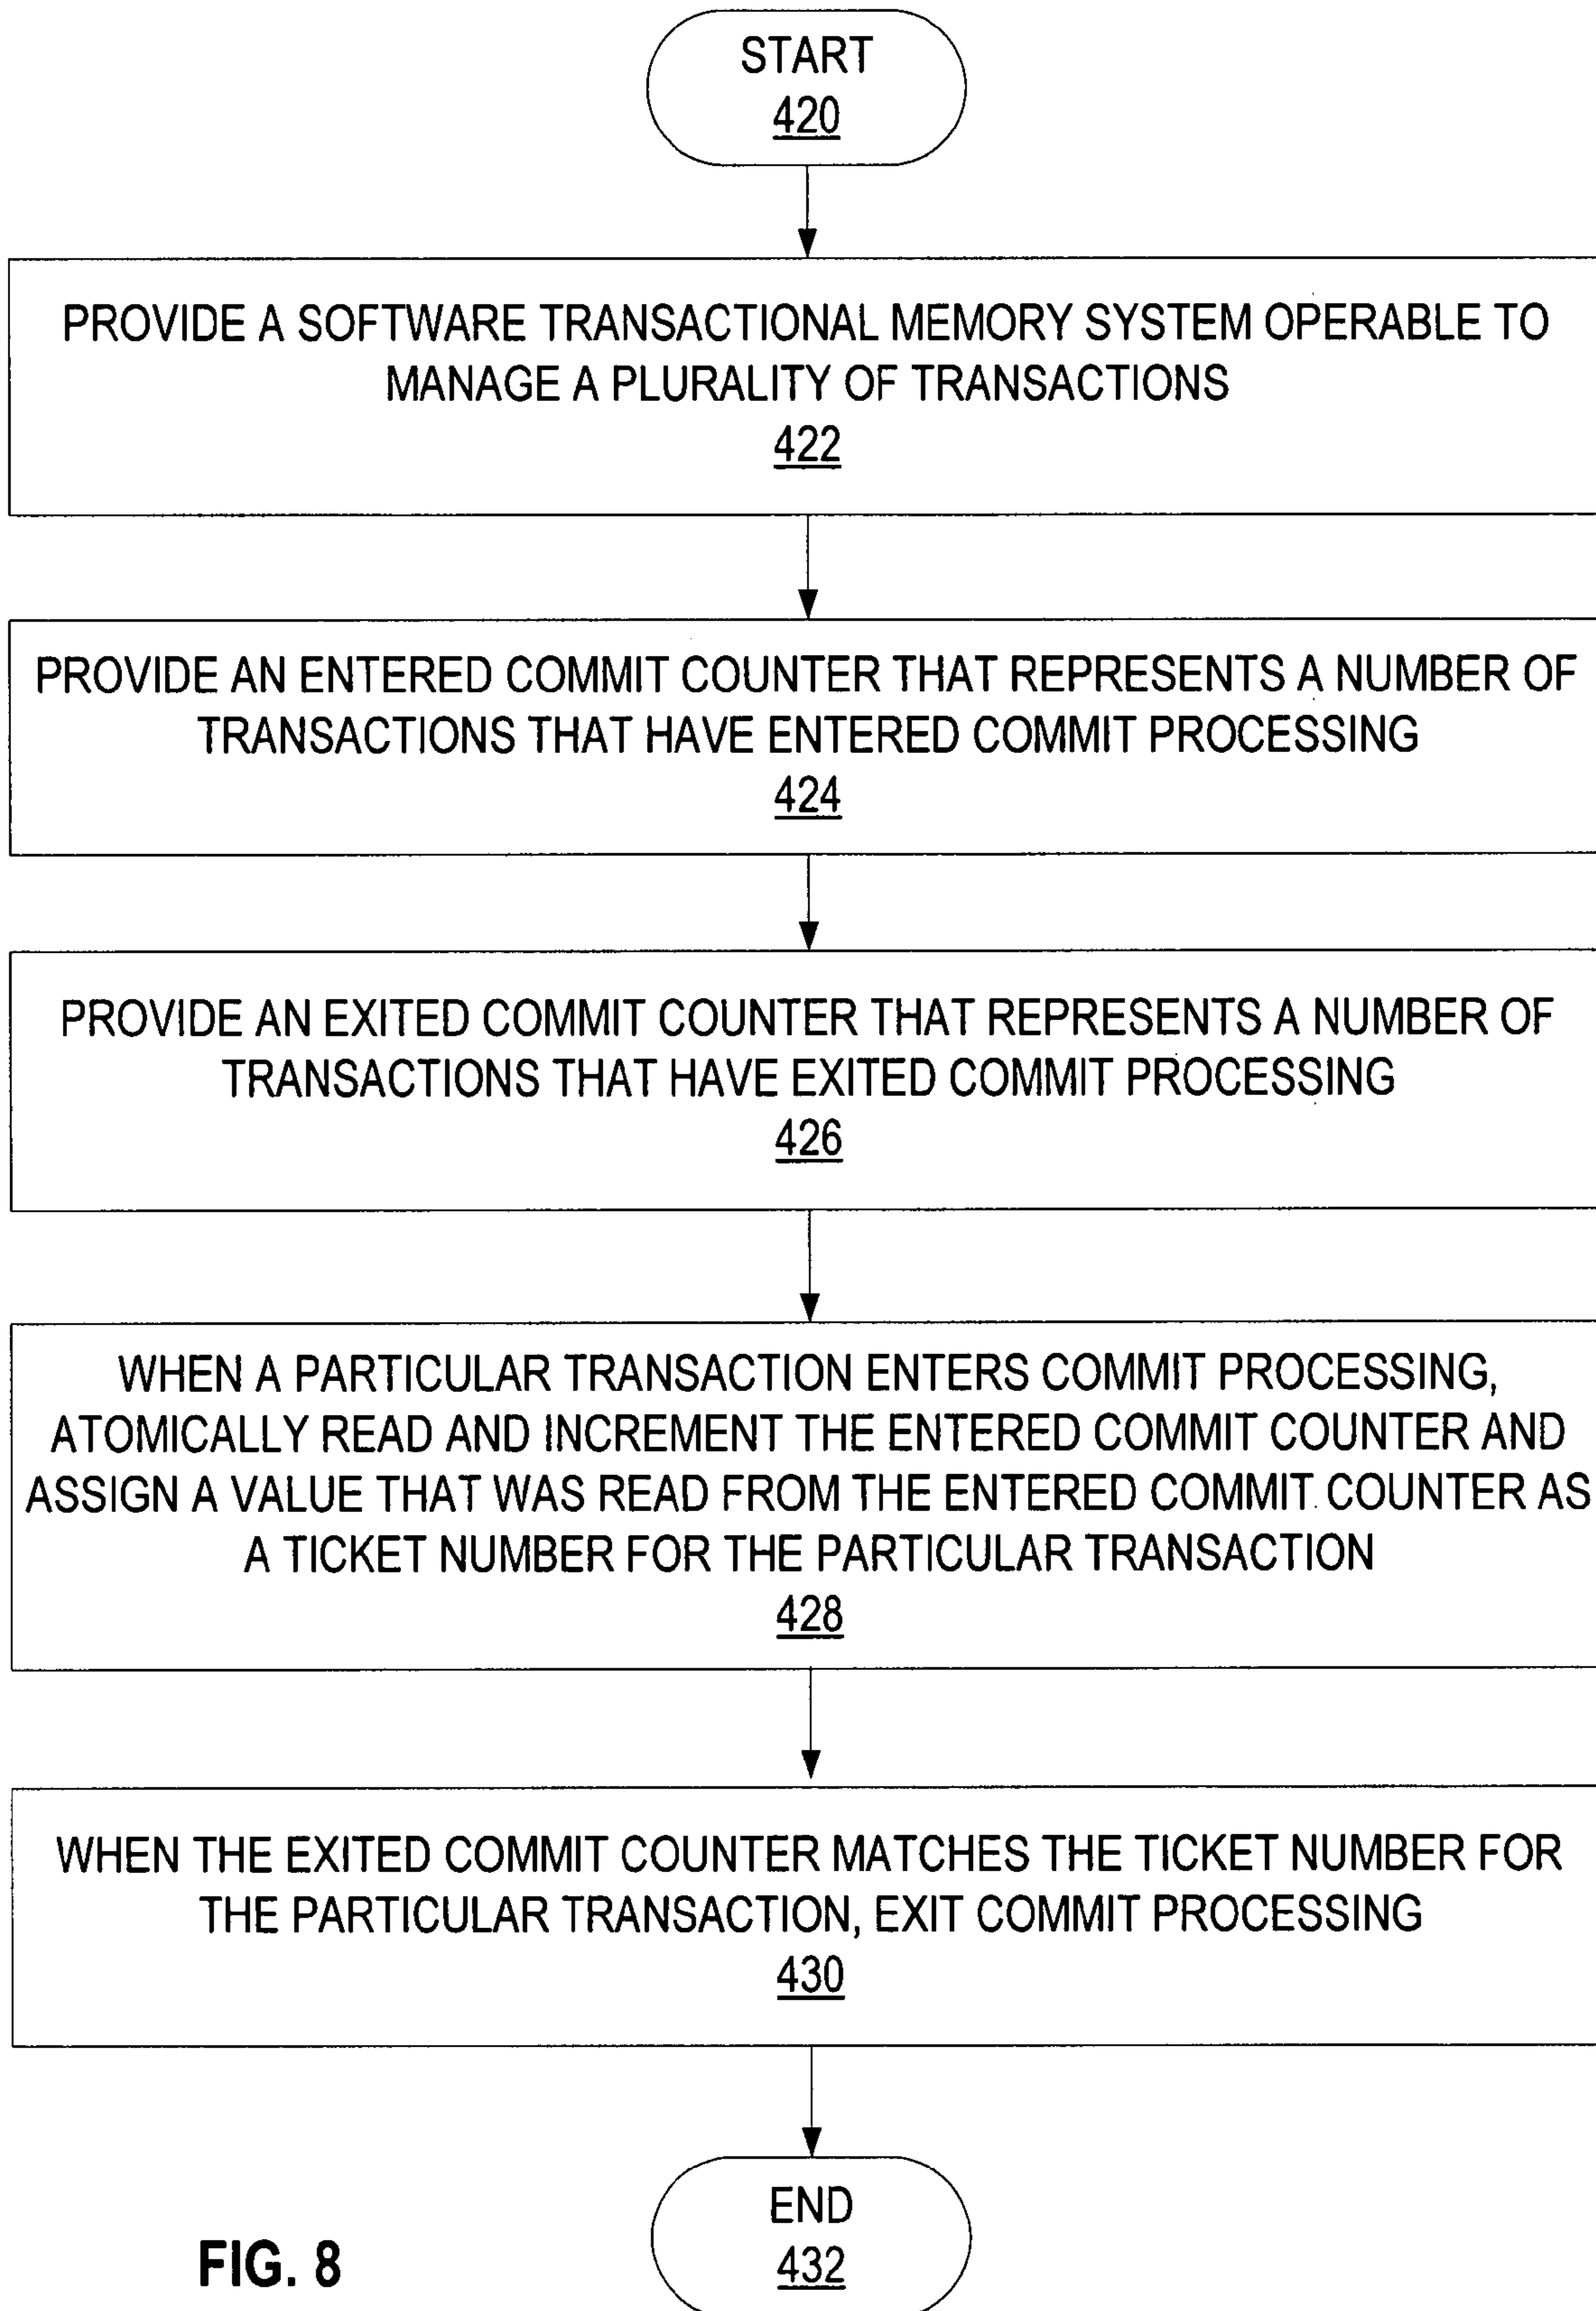 START
420
PROVIDE A SOFTWARE TRANSACTIONAL MEMORY SYSTEM OPERABLE TO
MANAGE A PLURALITY OF TRANSACTIONS
422
PROVIDE AN ENTERED COMMIT COUNTER THAT REPRESENTS A NUMBER OF
TRANSACTIONS THAT HAVE ENTERED COMMIT PROCESSING
424
PROVIDE AN EXITED COMMIT COUNTER THAT REPRESENTS A NUMBER OF
TRANSACTIONS THAT HAVE EXITED COMMIT PROCESSING
426
WHEN A PARTICULAR TRANSACTION ENTERS COMMIT PROCESSING,
ATOMICALLY READ AND INCREMENT THE ENTERED COMMIT COUNTER AND
ASSIGN A VALUE THAT WAS READ FROM THE ENTERED COMMIT COUNTER AS
A TICKET NUMBER FOR THE PARTICULAR TRANSACTION
428
WHEN THE EXITED COMMIT COUNTER MATCHES THE TICKET NUMBER FOR
THE PARTICULAR TRANSACTION, EXIT COMMIT PROCESSING
430
END
432
FIG. 8